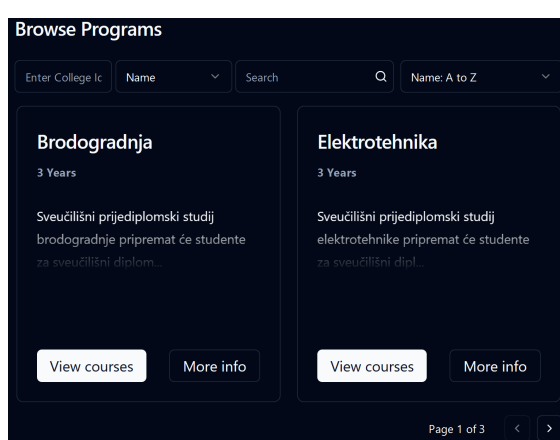 Browse Programs
Enter College Ic Name Search Name: A to Z
Brodogradnja
3 Years
Sveučilišni prijediplomski studij
brodogradnje pripremat će studente
za sveučilišni diplom...
View courses More info
Elektrotehnika
3 Years
Sveučilišni prijediplomski studij
elektrotehnike pripremat će studente
za sveučilišni dipl...
View courses More info
Page 1 of 3